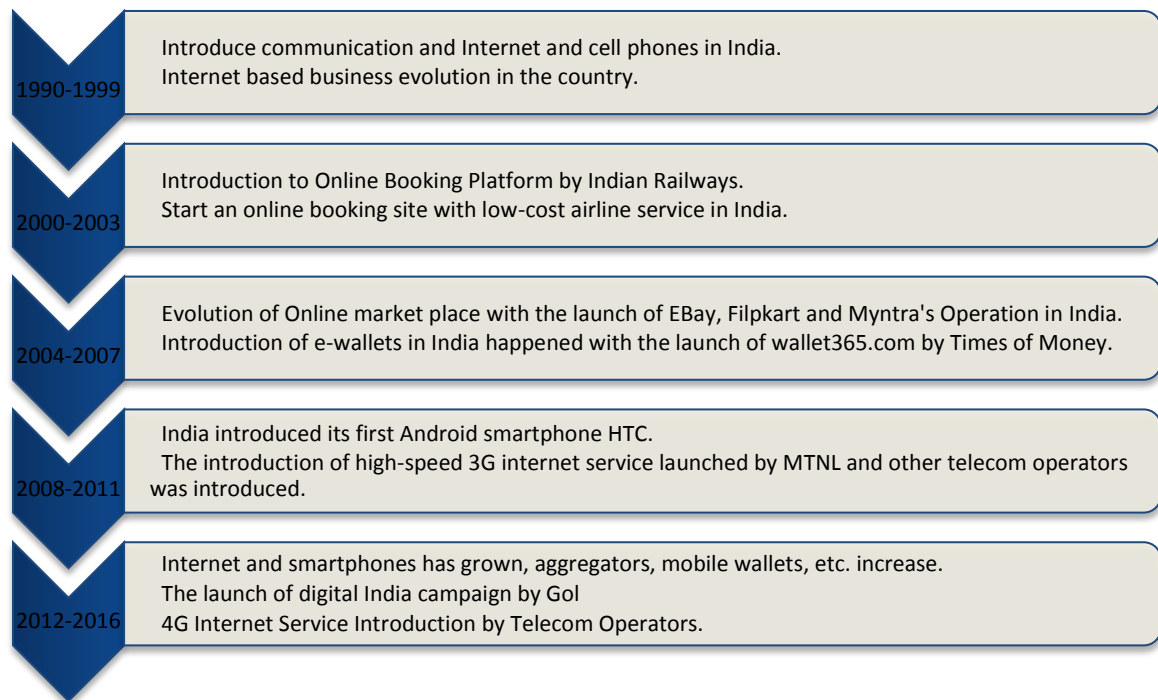 1990-1999
Introduce communication and Internet and cell phones in India.
Internet based business evolution in the country.
2000-2003
Introduction to Online Booking Platform by Indian Railways.
Start an online booking site with low-cost airline service in India.
2004-2007
Evolution of Online market place with the launch of EBay, Filpkart and Myntra's Operation in India.
Introduction of e-wallets in India happened with the launch of wallet365.com by Times of Money.
2008-2011
India introduced its first Android smartphone HTC.
The introduction of high-speed 3G internet service launched by MTNL and other telecom operators
was introduced.
2012-2016
Internet and smartphones has grown, aggregators, mobile wallets, etc. increase.
The launch of digital India campaign by GoI
4G Internet Service Introduction by Telecom Operators.